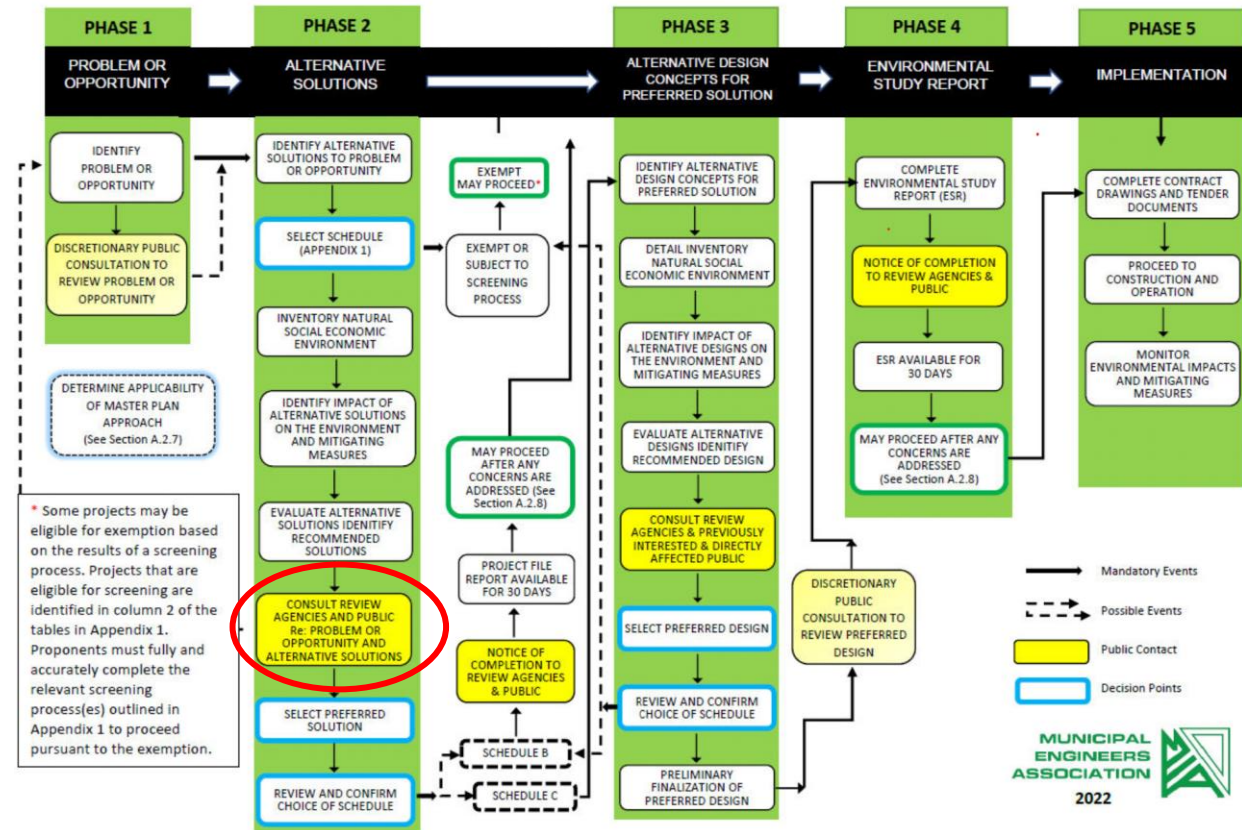 PHASE 1
PROBLEM OR
OPPORTUNITY
IDENTIFY
PROBLEM OR
OPPORTUNITY
DISCRETIONARY PUBLIC
CONSULTATION TO
REVIEW PROBLEM OR
OPPORTUNITY
DETERMINE APPLICABILITY
OF MASTER PLAN
APPROACH
(See Section A.2.7)
* Some projects may be
eligible for exemption based
on the results of a screening
process. Projects that are
eligible for screening are
identified in column 2 of the
tables in Appendix 1.
Proponents must fully and
accurately complete the
relevant screening
process(es) outlined in
Appendix 1 to proceed
pursuant to the exemption.
PHASE 2
ALTERNATIVE
SOLUTIONS
IDENTIFY ALTERNATIVE
SOLUTIONS TO PROBLEM
OR OPPORTUNITY
SELECT SCHEDULE
(APPENDIX 1)
INVENTORY NATURAL
SOCIAL ECONOMIC
ENVIRONMENT
IDENTIFY IMPACT OF
ALTERNATIVE SOLUTIONS
ON THE ENVIRONMENT
AND MITIGATING
MEASURES
EVALUATE ALTERNATIVE
SOLUTIONS IDEITIFY
RECOMMENDED
SOLUTIONS
CONSULT REVIEW
AGENCIES AND PUBLIC
Re: PROBLEM OR
OPPORTUNITY AND
ALTERNATIVE SOLUTIONS
SELECT PREFERRED
SOLUTION
REVIEW AND CONFIRM
CHOICE OF SCHEDULE
EXEMPT
MAY PROCEED*
EXEMPT OR
SUBJECT TO
SCREENING
PROCESS
MAY PROCEED
AFTER ANY
CONCERNS ARE
ADDRESSED (See
Section A.2.8)
PROJECT FILE
REPORT AVAILABLE
FOR 30 DAYS
NOTICE OF
COMPLETION TO
REVIEW AGENCIES
& PUBLIC
SCHEDULE B
SCHEDULE C
PHASE 3
ALTERNATIVE DESIGN
CONCEPTS FOR
PREFERRED SOLUTION
IDENTIFY ALTERNATIVE
DESIGN CONCEPTS FOR
PREFERRED SOLUTION
DETAIL INVENTORY
NATURAL SOCIAL
ECONOMIC ENVIRONMENT
IDENTIFY IMPACT OF
ALTERNATIVE DESIGNS ON
THE ENVIRONMENT AND
MITIGATING MEASURES
EVALUATE ALTERNATIVE
DESIGNS IDEITIFY
RECOMMENDED DESIGN
CONSULT REVIEW
AGENCIES & PREVIOUSLY
INTERESTED & DIRECTLY
AFFECTED PUBLIC
SELECT PREFERRED DESIGN
REVIEW AND CONFIRM
CHOICE OF SCHEDULE
PRELIMINARY
FINALIZATION OF
PREFERRED DESIGN
DISCRETIONARY
PUBLIC
CONSULTATION TO
REVIEW PREFERRED
DESIGN
PHASE 4
ENVIRONMENTAL
STUDY REPORT
COMPLETE
ENVIRONMENTAL STUDY
REPORT (ESR)
NOTICE OF COMPLETION
TO REVIEW AGENCIES &
PUBLIC
ESR AVAILABLE FOR
30 DAYS
MAY PROCEED AFTER ANY
CONCERNS ARE
ADDRESSED
(See Section A.2.8)
PHASE 5
IMPLEMENTATION
COMPLETE CONTRACT
DRAWINGS AND TENDER
DOCUMENTS
PROCEED TO
CONSTRUCTION AND
OPERATION
MONITOR
ENVIRONMENTAL IMPACTS
AND MITIGATING
MEASURES
Mandatory Events
Possible Events
Public Contact
Decision Points
MUNICIPAL
ENGINEERS
ASSOCIATION
2022